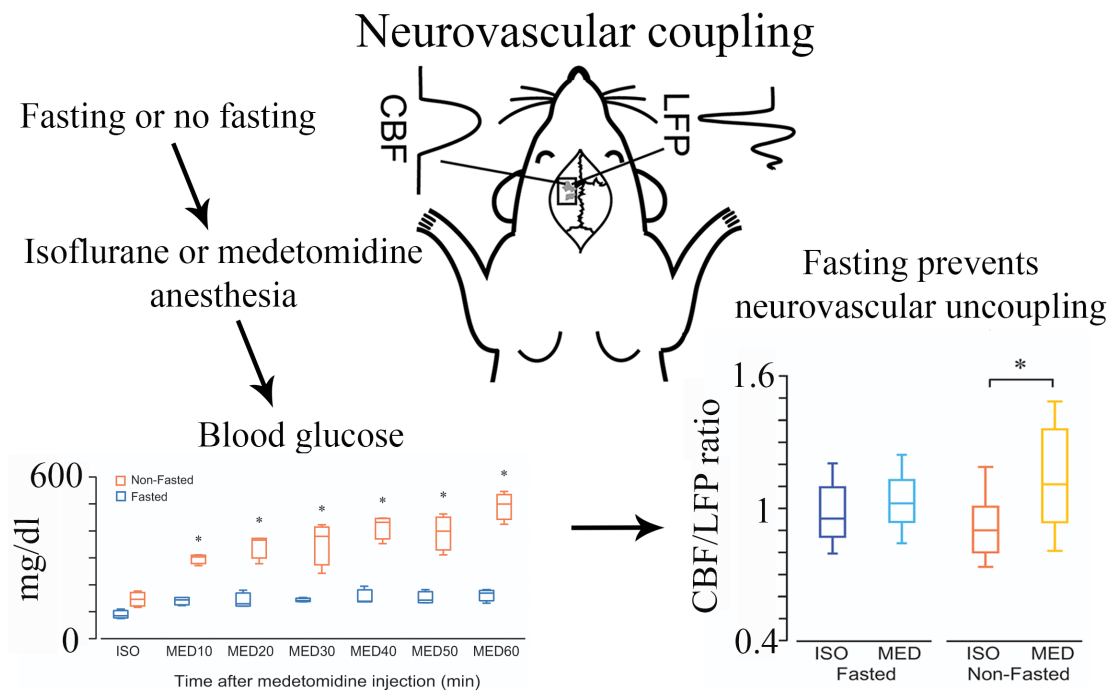 Neurovascular coupling
CBF
LFP
Fasting or no fasting
Isoflurane or medetomidine
anesthesia
Blood glucose
600
mg/dl
0
Non-Fasted
Fasted
*
*
*
*
*
*
ISO MED10 MED20 MED30 MED40 MED50 MED60
Time after medetomidine injection (min)
Fasting prevents
neurovascular uncoupling
1.6
CBF/LFP ratio
1
0.4
*
ISO MED ISO MED
Fasted Non-Fasted